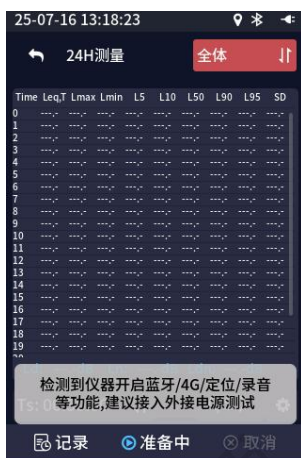 25-07-16 13:18:23
24H测量 全体
Time Leq,T Lmax Lmin L5 L10 L50 L90 L95 SD
0 ---.- ---.- ---.- ---.- ---.- ---.- ---.- ---.- ---.-
1 ---.- ---.- ---.- ---.- ---.- ---.- ---.- ---.- ---.-
2 ---.- ---.- ---.- ---.- ---.- ---.- ---.- ---.- ---.-
3 ---.- ---.- ---.- ---.- ---.- ---.- ---.- ---.- ---.-
4 ---.- ---.- ---.- ---.- ---.- ---.- ---.- ---.- ---.-
5 ---.- ---.- ---.- ---.- ---.- ---.- ---.- ---.- ---.-
6 ---.- ---.- ---.- ---.- ---.- ---.- ---.- ---.- ---.-
7 ---.- ---.- ---.- ---.- ---.- ---.- ---.- ---.- ---.-
8 ---.- ---.- ---.- ---.- ---.- ---.- ---.- ---.- ---.-
9 ---.- ---.- ---.- ---.- ---.- ---.- ---.- ---.- ---.-
10 ---.- ---.- ---.- ---.- ---.- ---.- ---.- ---.- ---.-
11 ---.- ---.- ---.- ---.- ---.- ---.- ---.- ---.- ---.-
12 ---.- ---.- ---.- ---.- ---.- ---.- ---.- ---.- ---.-
13 ---.- ---.- ---.- ---.- ---.- ---.- ---.- ---.- ---.-
14 ---.- ---.- ---.- ---.- ---.- ---.- ---.- ---.- ---.-
15 ---.- ---.- ---.- ---.- ---.- ---.- ---.- ---.- ---.-
16 ---.- ---.- ---.- ---.- ---.- ---.- ---.- ---.- ---.-
17 ---.- ---.- ---.- ---.- ---.- ---.- ---.- ---.- ---.-
18 ---.- ---.- ---.- ---.- ---.- ---.- ---.- ---.- ---.-
19 ---.- ---.- ---.- ---.- ---.- ---.- ---.- ---.- ---.-
检测到仪器开启蓝牙/4G/定位/录音
等功能,建议接入外接电源测试
Ts:
记录 准备中 取消